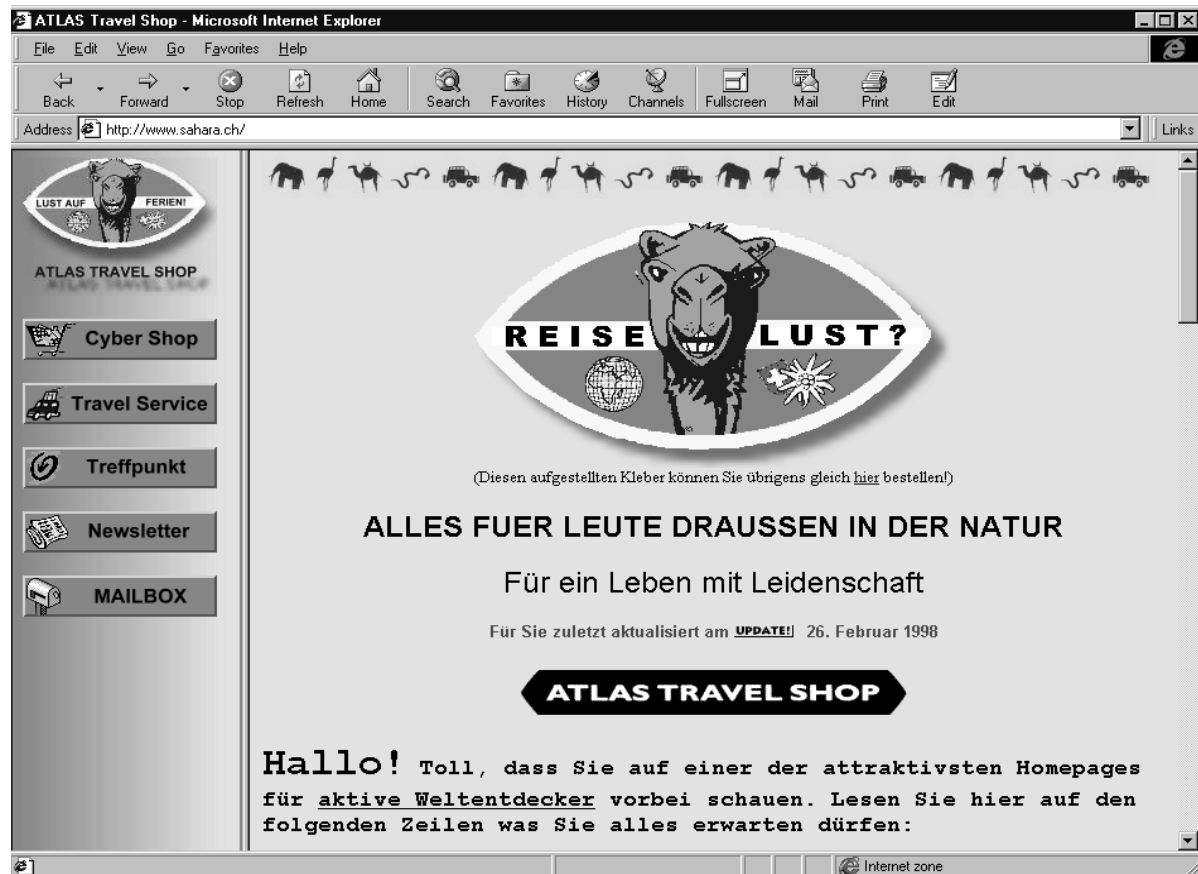 ATLAS Travel Shop - Microsoft Internet Explorer
File Edit View Go Favorites Help
Back Forward Stop Refresh Home Search Favorites History Channels Fullscreen Mail Print Edit
Address http://www.sahara.ch/ Links
LUST AUF FERIEN!
ATLAS TRAVEL SHOP
Cyber Shop
Travel Service
Treffpunkt
Newsletter
MAILBOX
REISE LUST?
(Diesen aufgestellten Kleber können Sie übrigens gleich hier bestellen!)
ALLES FUER LEUTE DRAUSSEN IN DER NATUR
Für ein Leben mit Leidenschaft
Für Sie zuletzt aktualisiert am UPDATE! 26. Februar 1998
ATLAS TRAVEL SHOP
Hallo! Toll, dass Sie auf einer der attraktivsten Homepages
für aktive Weltentdecker vorbei schauen. Lesen Sie hier auf den
folgenden Zeilen was Sie alles erwarten dürfen:
Internet zone